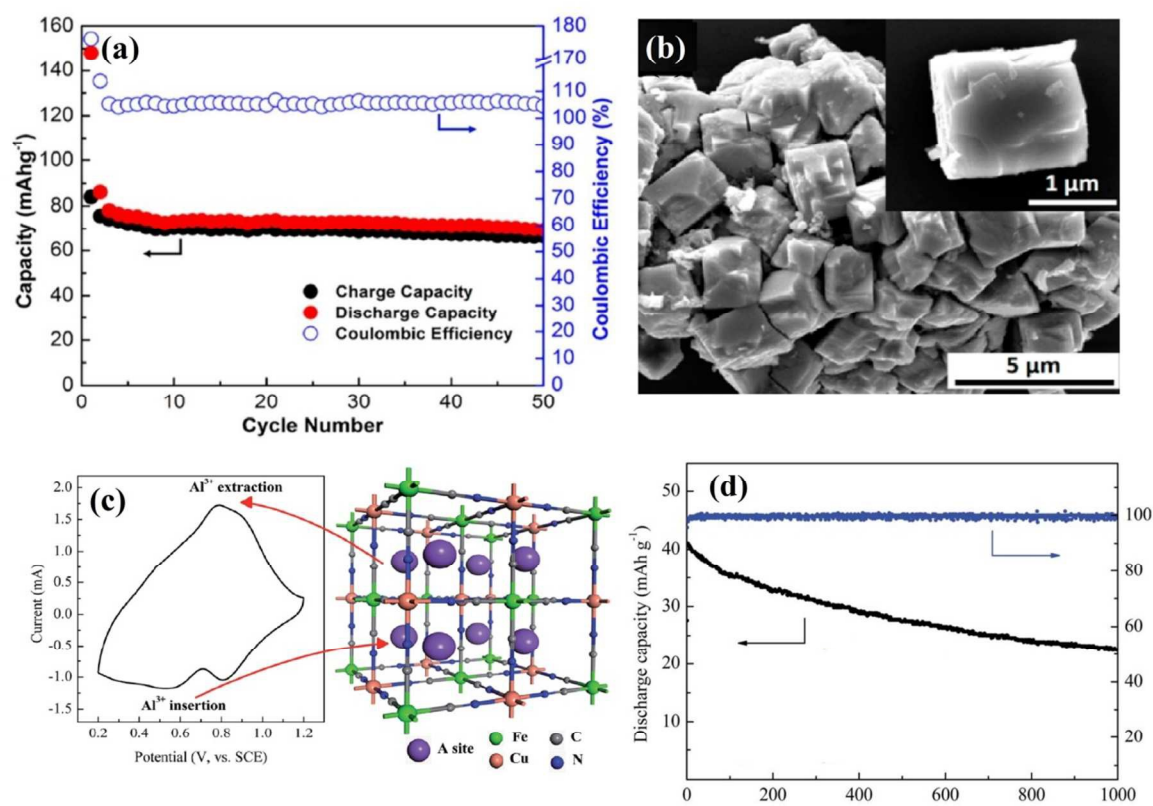 (a)
160
140
120
100
80
60
40
20
0
Capacity (mAhg-1)
180
170
120
110
100
90
80
70
60
50
40
30
20
10
0
Coulombic Efficiency (%)
Charge Capacity
Discharge Capacity
Coulombic Efficiency
0 10 20 30 40 50
Cycle Number
(b)
1 µm
5 µm
(c)
2.0
1.5
1.0
0.5
0.0
-0.5
-1.0
-1.5
Current (mA)
Al3+ extraction
Al3+ insertion
0.2 0.4 0.6 0.8 1.0 1.2
Potential (V, vs. SCE)
A site
Fe
C
Cu
N
(d)
50
40
30
20
10
Discharge capacity (mAh g-1)
100
80
60
40
20
0 200 400 600 800 1000